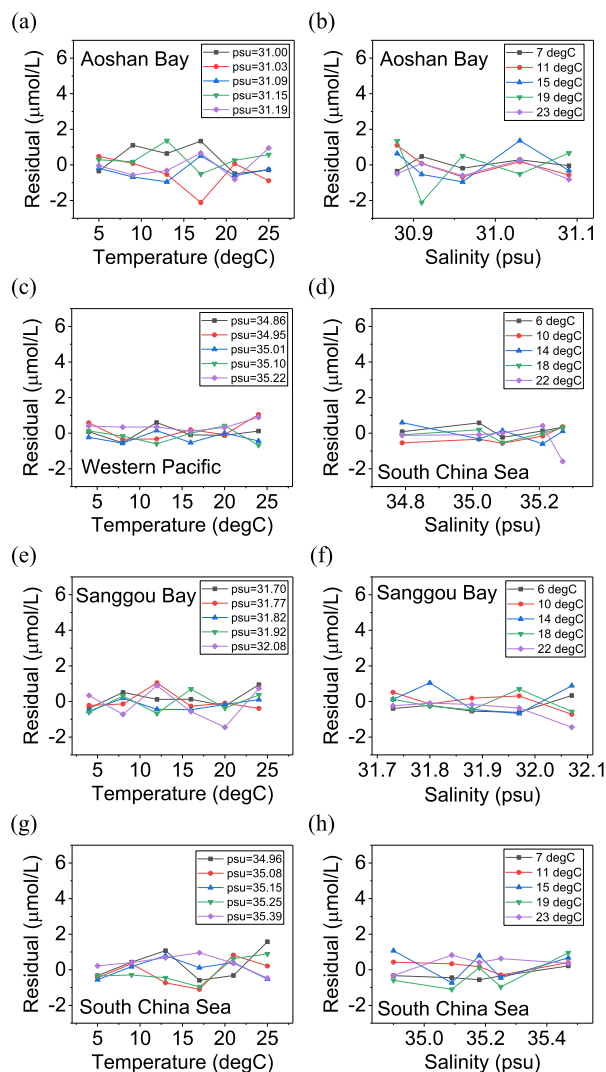 (a)
Aoshan Bay
psu=31.00
psu=31.03
psu=31.09
psu=31.15
psu=31.19
Residual (μmol/L)
6
4
2
0
-2
5 10 15 20 25
Temperature (degC)
(b)
Aoshan Bay
7 degC
11 degC
15 degC
19 degC
23 degC
Residual (μmol/L)
6
4
2
0
-2
30.9 31.0 31.1
Salinity (psu)
(c)
psu=34.86
psu=34.95
psu=35.01
psu=35.10
psu=35.22
Residual (μmol/L)
6
4
2
0
-2
Western Pacific
5 10 15 20 25
Temperature (degC)
(d)
6 degC
10 degC
14 degC
18 degC
22 degC
Residual (μmol/L)
6
4
2
0
-2
South China Sea
34.8 35.0 35.2
Salinity (psu)
(e)
Sanggou Bay
psu=31.70
psu=31.77
psu=31.82
psu=31.92
psu=32.08
Residual (μmol/L)
6
4
2
0
-2
5 10 15 20 25
Temperature (degC)
(f)
Sanggou Bay
6 degC
10 degC
14 degC
18 degC
22 degC
Residual (μmol/L)
6
4
2
0
-2
31.7 31.8 31.9 32.0 32.1
Salinity (psu)
(g)
psu=34.96
psu=35.08
psu=35.15
psu=35.25
psu=35.39
Residual (μmol/L)
6
4
2
0
-2
South China Sea
5 10 15 20 25
Temperature (degC)
(h)
7 degC
11 degC
15 degC
19 degC
23 degC
Residual (μmol/L)
6
4
2
0
-2
South China Sea
35.0 35.2 35.4
Salinity (psu)